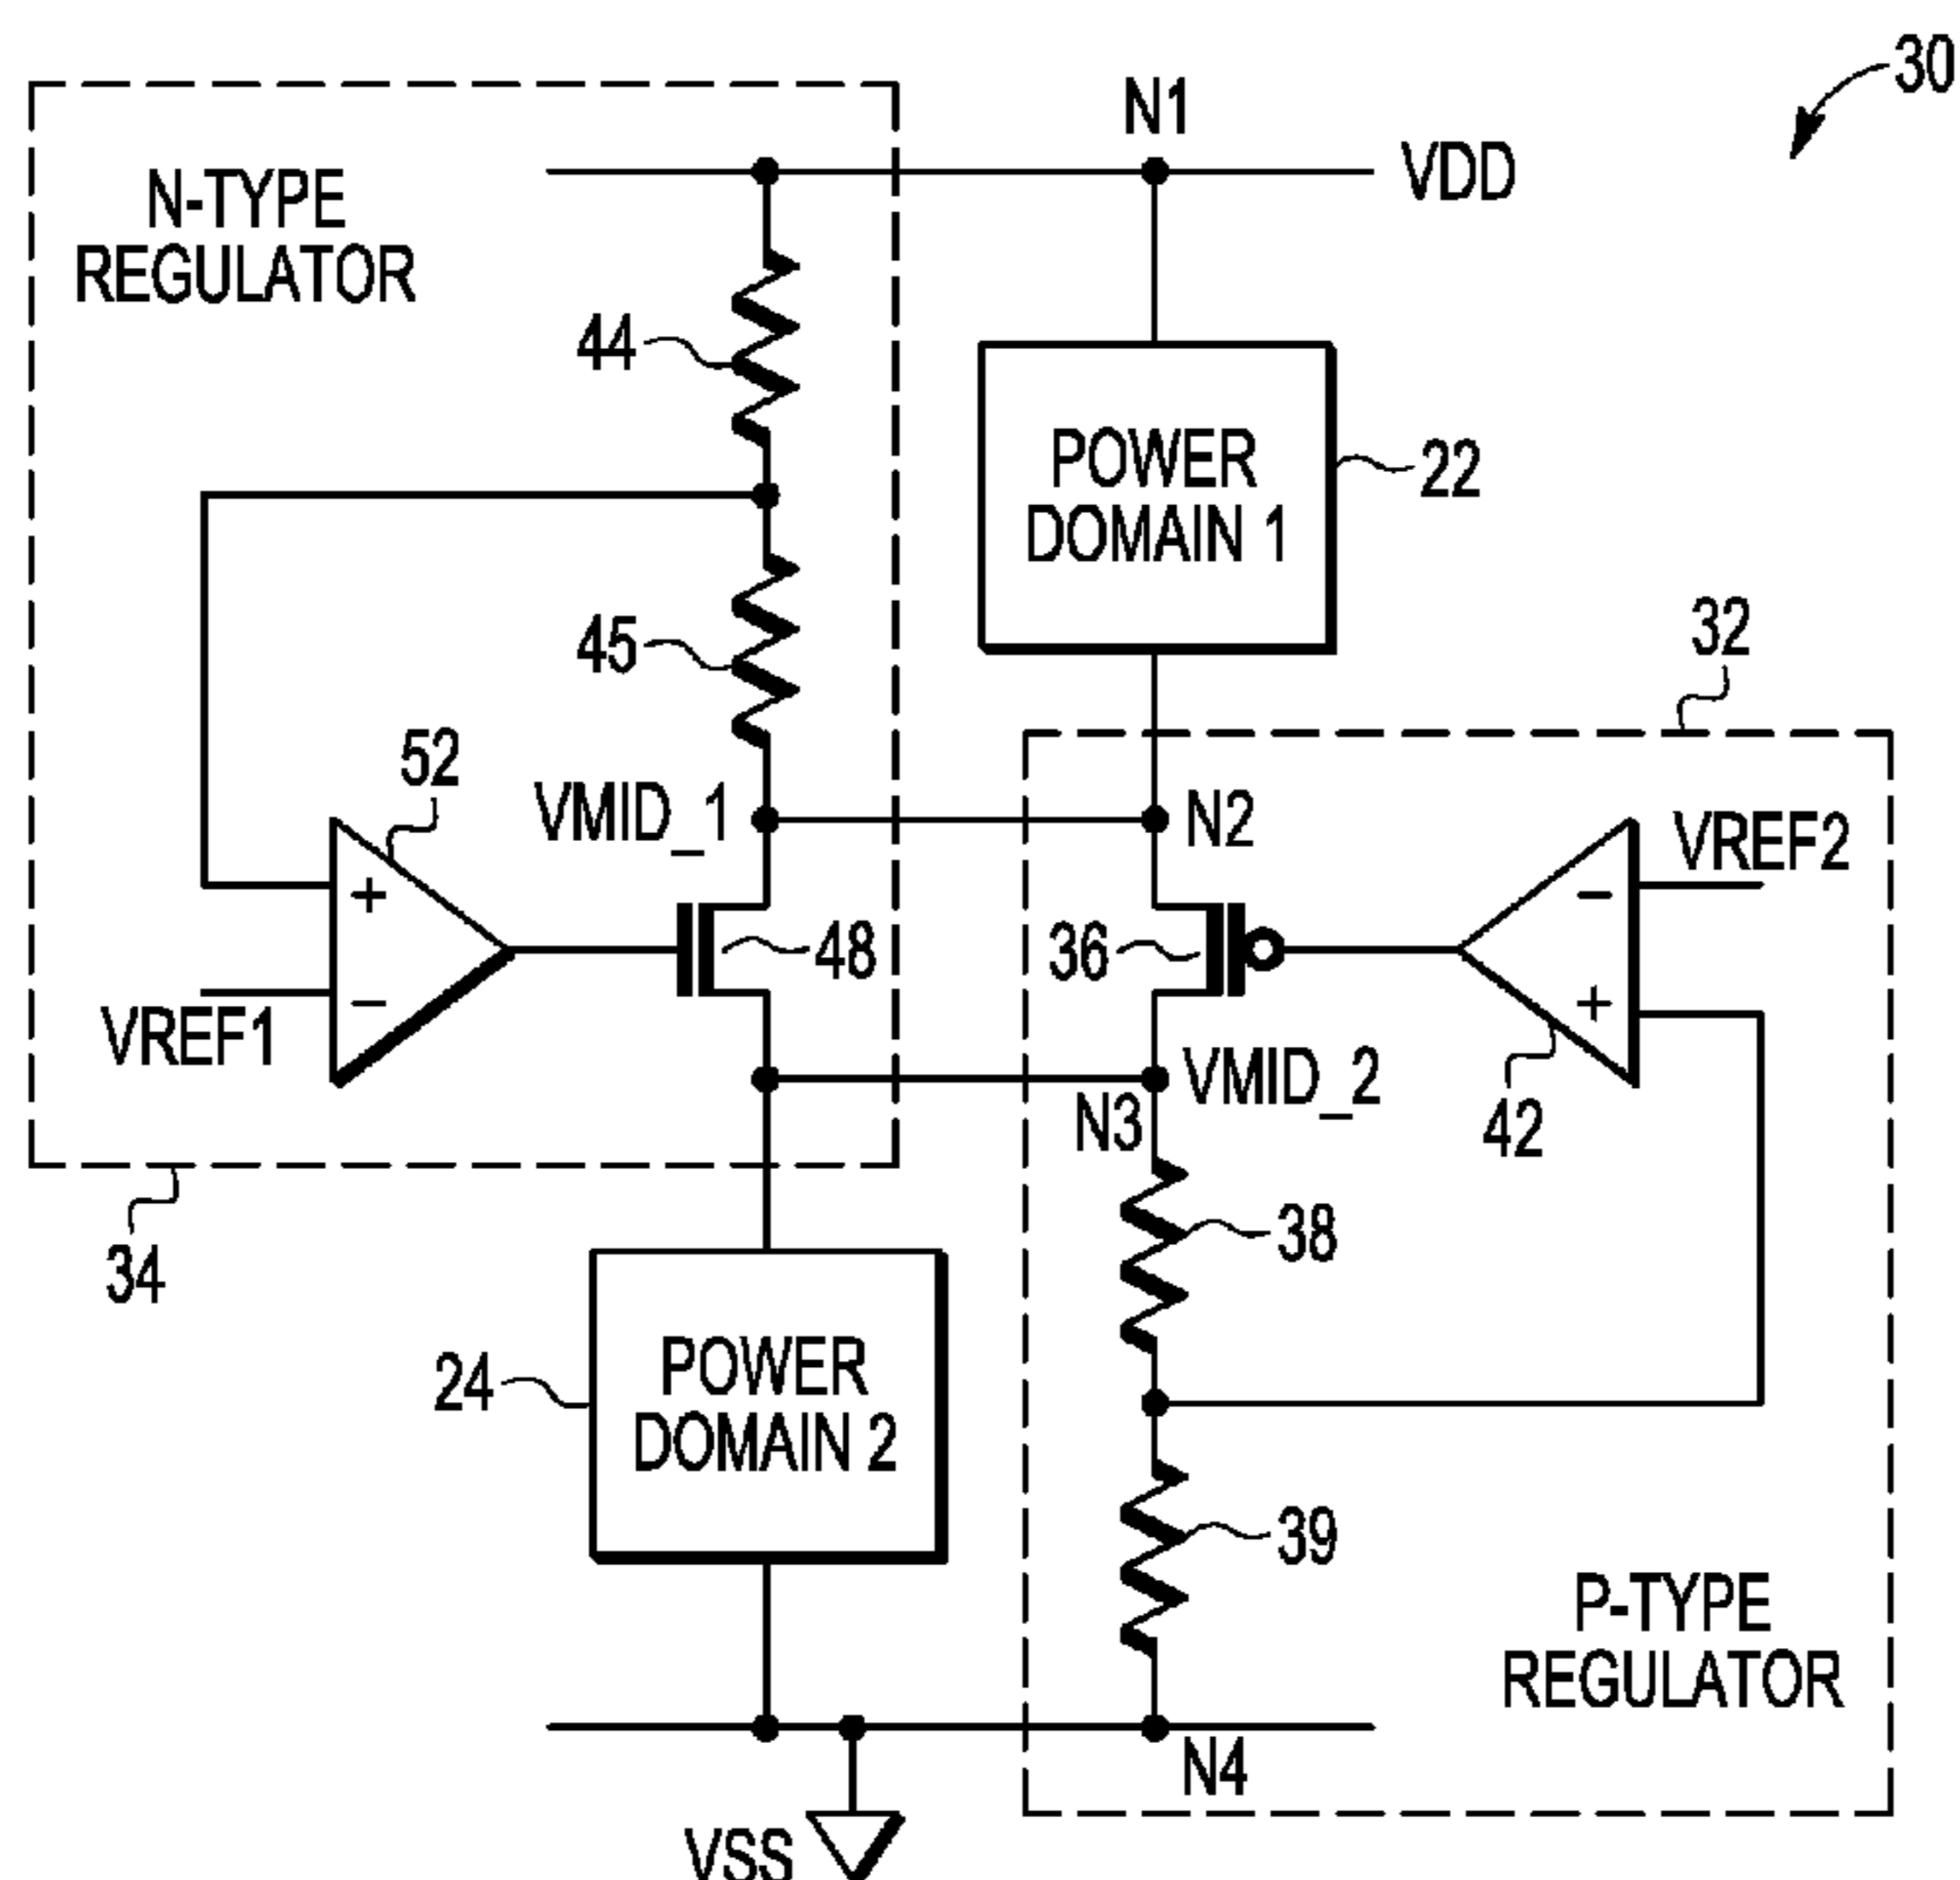 30
N1
VDD
N-TYPE
REGULATOR
44
POWER
DOMAIN 1
22
45
32
52
VMID_1
N2
VREF2
+
-
48
36
-
+
VREF1
VMID_2
N3
42
34
38
24
POWER
DOMAIN 2
39
P-TYPE
REGULATOR
N4
VSS